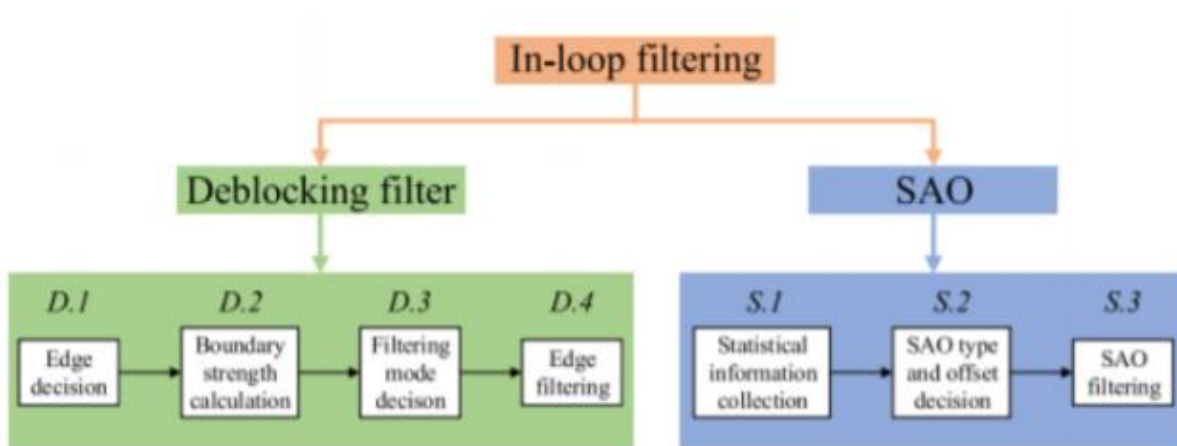 In-loop filtering
Deblocking filter
SAO
D.1
D.2
D.3
D.4
Edge
decision
Boundary
strength
calculation
Filtering
mode
decison
Edge
filtering
S.1
S.2
S.3
Statistical
information
collection
SAO type
and offset
decision
SAO
filtering